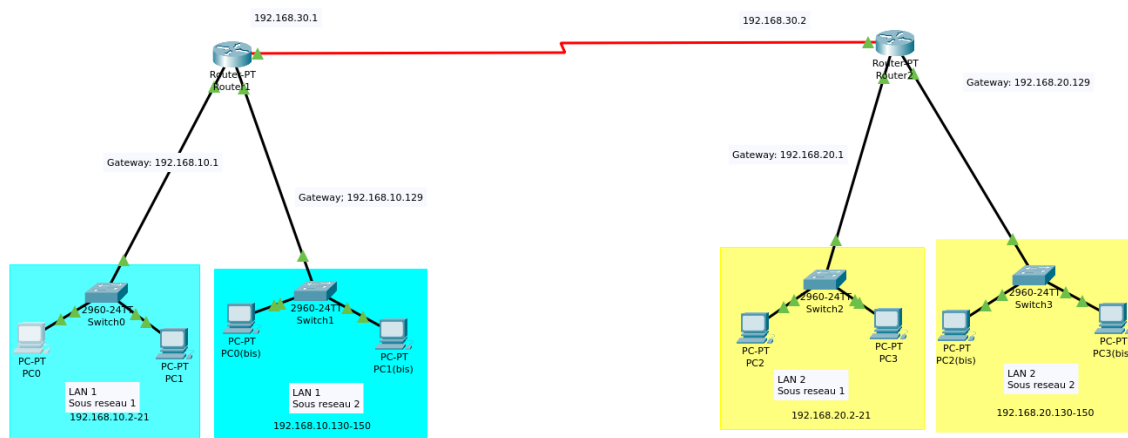 192.168.30.1
192.168.30.2
Router-PT
Router1
Router-PT
Router2
Gateway: 192.168.20.129
Gateway: 192.168.10.1
Gateway: 192.168.20.1
Gateway; 192.168.10.129
2960-24TT
Switch0
PC-PT
PC0
PC-PT
PC1
LAN 1
Sous reseau 1
192.168.10.2-21
2960-24TT
Switch1
PC-PT
PC0(bis)
PC-PT
PC1(bis)
LAN 1
Sous reseau 2
192.168.10.130-150
2960-24TT
Switch2
PC-PT
PC2
PC-PT
PC3
LAN 2
Sous reseau 1
192.168.20.2-21
2960-24TT
Switch3
PC-PT
PC2(bis)
PC-PT
PC3(bis)
LAN 2
Sous reseau 2
192.168.20.130-150